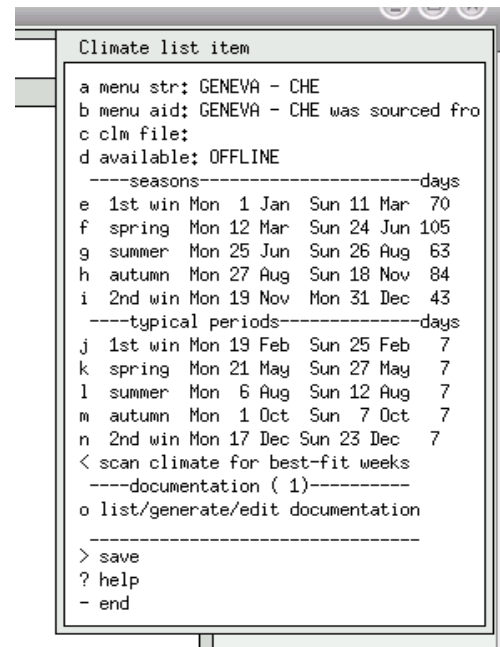 Climate list item
a menu str: GENEVA - CHE
b menu aid: GENEVA - CHE was sourced fro
c clm file:
d available: OFFLINE
----seasons-----------------------days
e 1st win Mon 1 Jan Sun 11 Mar 70
f spring Mon 12 Mar Sun 24 Jun 105
g summer Mon 25 Jun Sun 26 Aug 63
h autumn Mon 27 Aug Sun 18 Nov 84
i 2nd win Mon 19 Nov Mon 31 Dec 43
----typical periods--------------days
j 1st win Mon 19 Feb Sun 25 Feb 7
k spring Mon 21 May Sun 27 May 7
l summer Mon 6 Aug Sun 12 Aug 7
m autumn Mon 1 Oct Sun 7 Oct 7
n 2nd win Mon 17 Dec Sun 23 Dec 7
< scan climate for best-fit weeks
----documentation ( 1)----------
o list/generate/edit documentation
---------------------------------
> save
? help
- end